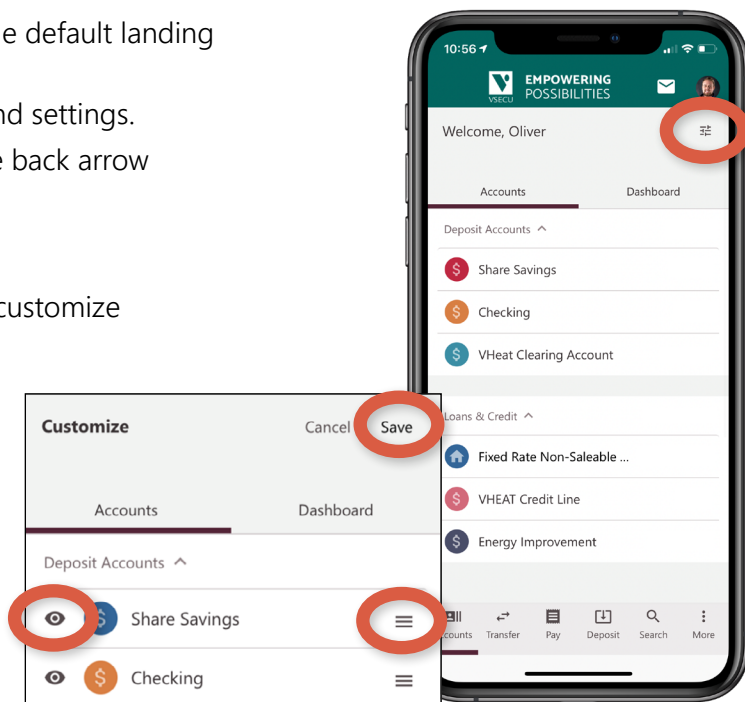 e default landing
nd settings.
e back arrow
customize
10:56
VSECU
EMPOWERING
POSSIBILITIES
Welcome, Oliver
Accounts Dashboard
Deposit Accounts
$ Share Savings
$ Checking
$ VHeat Clearing Account
Loans & Credit
Fixed Rate Non-Saleable ...
$ VHEAT Credit Line
$ Energy Improvement
counts Transfer Pay Deposit Search More
Customize Cancel Save
Accounts Dashboard
Deposit Accounts
$ Share Savings
$ Checking